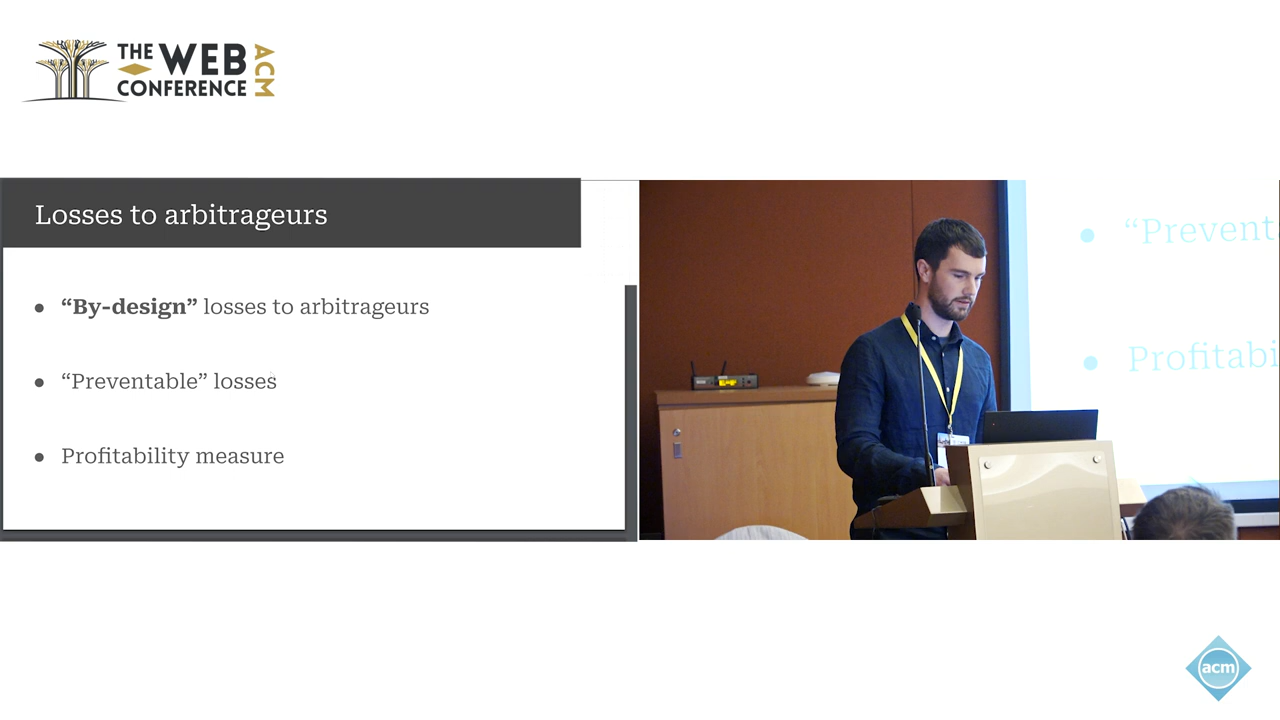 THE WEB
CONFERENCE
ACM
Losses to arbitrageurs
● “By-design” losses to arbitrageurs
● “Preventable” losses
● Profitability measure
● “Prevent
● Profitabi
acm